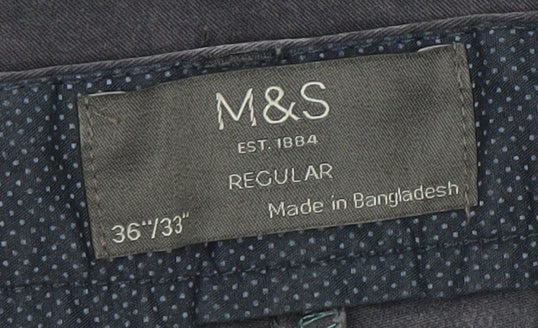 M&S
EST. 1884
REGULAR
Made in Bangladesh
36"/33"